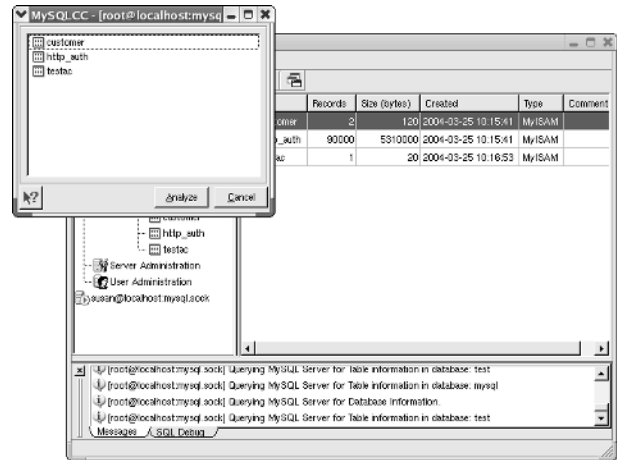 MySQLCC - [root@localhost:mysq
customer
http_auth
testac
Analyze
Cancel
Records Size (bytes) Created Type Comment
omer 2 120 2004-03-25 10:15:41 MyISAM
_auth 90000 5310000 2004-03-25 10:15:41 MyISAM
ac 1 20 2004-03-25 10:16:53 MyISAM
customer
http_auth
testac
Server Administration
User Administration
susan@localhost:mysql.sock
[root@localhost:mysql.sock] Querying MySQL Server for Table information in database: test
[root@localhost:mysql.sock] Querying MySQL Server for Table information in database: mysql
[root@localhost:mysql.sock] Querying MySQL Server for Database Information.
[root@localhost:mysql.sock] Querying MySQL Server for Table information in database: test
Messages SQL Debug